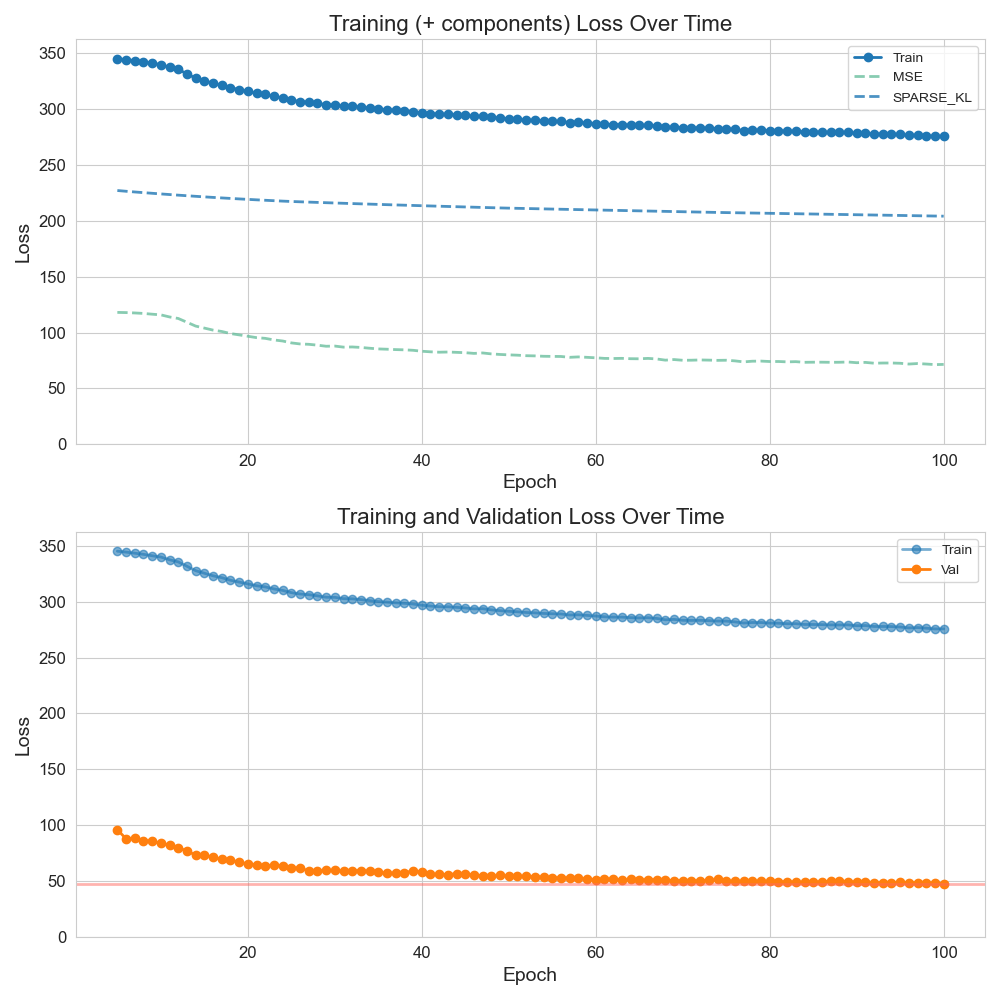 Training (+ components) Loss Over Time
350
300
250
200
150
100
50
0
Loss
Train
MSE
SPARSE_KL
20 40 60 80 100
Epoch
Training and Validation Loss Over Time
350
300
250
200
150
100
50
0
Loss
Train
Val
20 40 60 80 100
Epoch